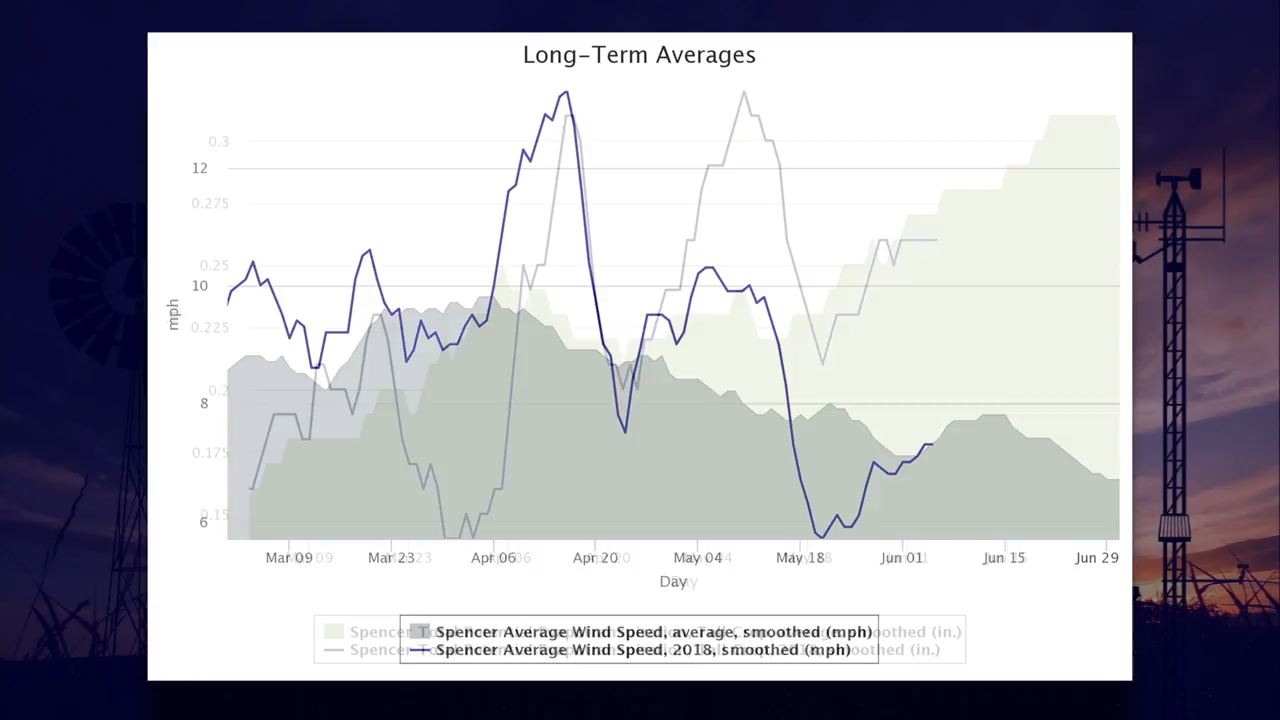 Long-Term Averages
0.3
12
0.275
0.25
10
mph
0.225
0.2
8
0.175
0.15
6
Mar 09 Mar 23 Apr 06 Apr 20 May 04 May 18 Jun 01 Jun 15 Jun 29
Day
Spencer Average Wind Speed, average, smoothed (mph)
Spencer Average Wind Speed, 2018, smoothed (mph)